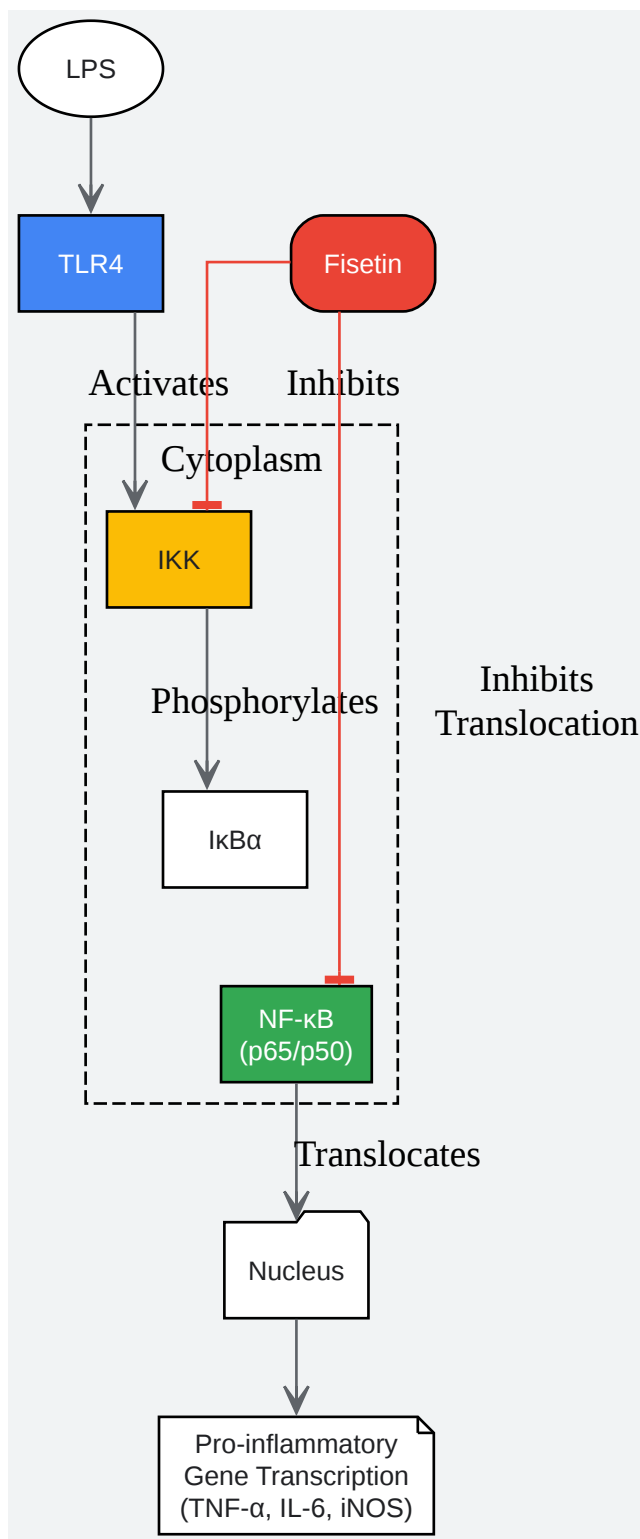 LPS
TLR4
Fisetin
Activates
Inhibits
Cytoplasm
IKK
Inhibits
Translocation
Phosphorylates
IκBα
NF-κB
(p65/p50)
Translocates
Nucleus
Pro-inflammatory
Gene Transcription
(TNF-α, IL-6, iNOS)